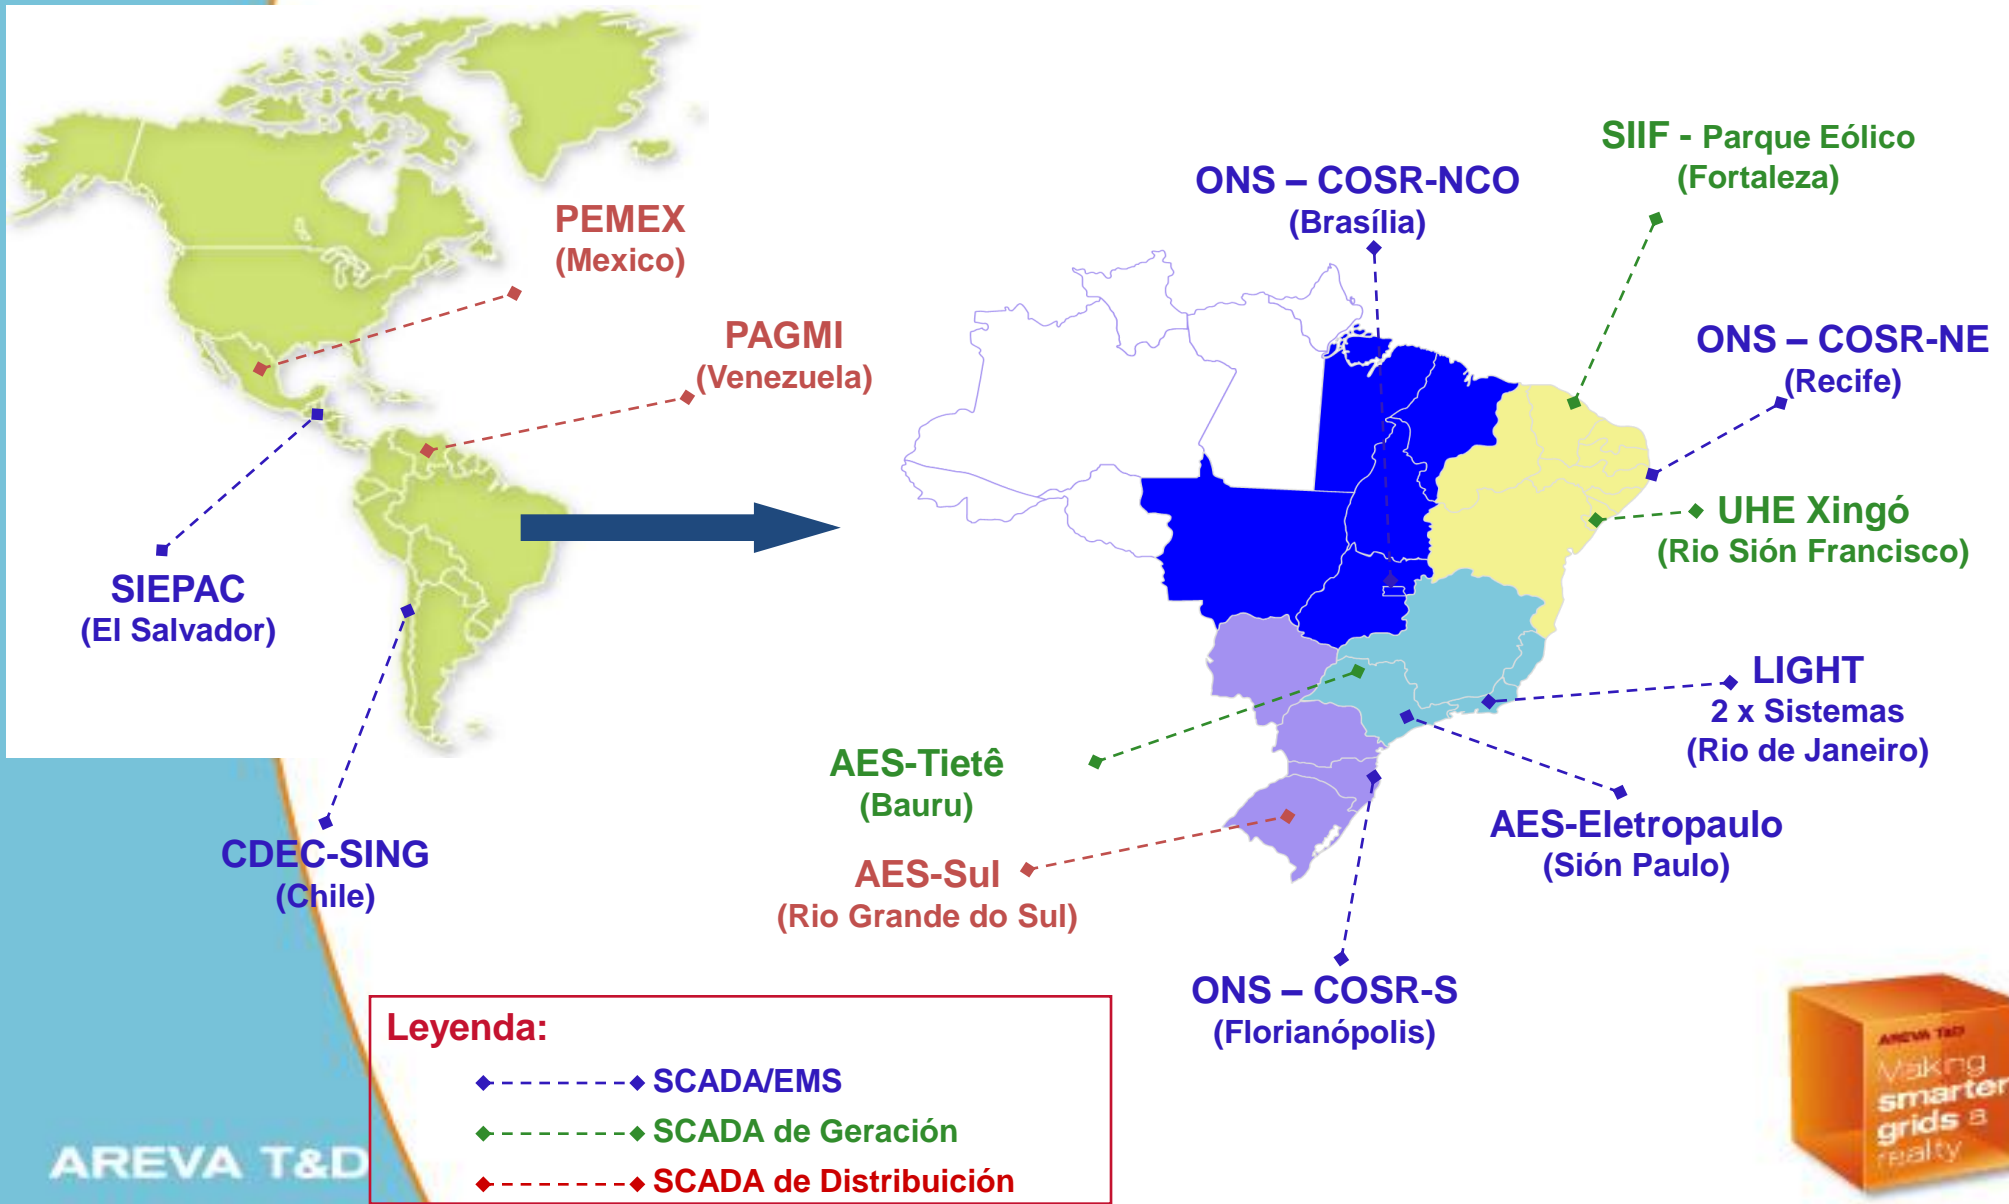 PEMEX
(Mexico)
PAGMI
(Venezuela)
SIEPAC
(El Salvador)
CDEC-SING
(Chile)
ONS – COSR-NCO
(Brasília)
SIIF - Parque Eólico
(Fortaleza)
ONS – COSR-NE
(Recife)
UHE Xingó
(Rio Sión Francisco)
LIGHT
2 x Sistemas
(Rio de Janeiro)
AES-Eletropaulo
(Sión Paulo)
AES-Tietê
(Bauru)
AES-Sul
(Rio Grande do Sul)
ONS – COSR-S
(Florianópolis)
Leyenda:
SCADA/EMS
SCADA de Geración
SCADA de Distribuición
AREVA T&D
AREVA T&D
Making
smarter
grids a
reality